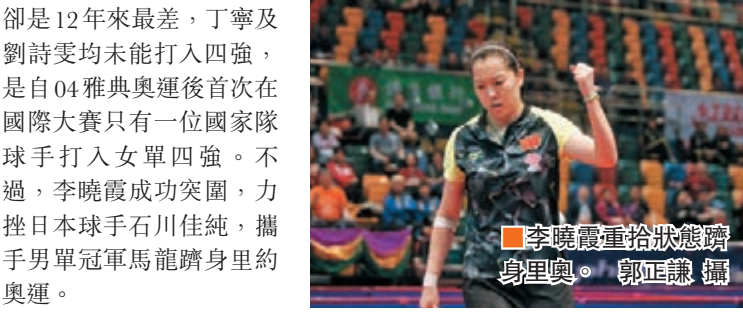 卻是12年來最差，丁寧及
劉詩雯均未能打入四強，
是自04雅典奧運後首次在
國際大賽只有一位國家隊
球手打入女單四強。不
過，李曉霞成功突圍，力
挫日本球手石川佳純，攜
手男單冠軍馬龍躋身里約
奧運。
■李曉霞重拾狀態躋
身里奧。 郭正謙 攝